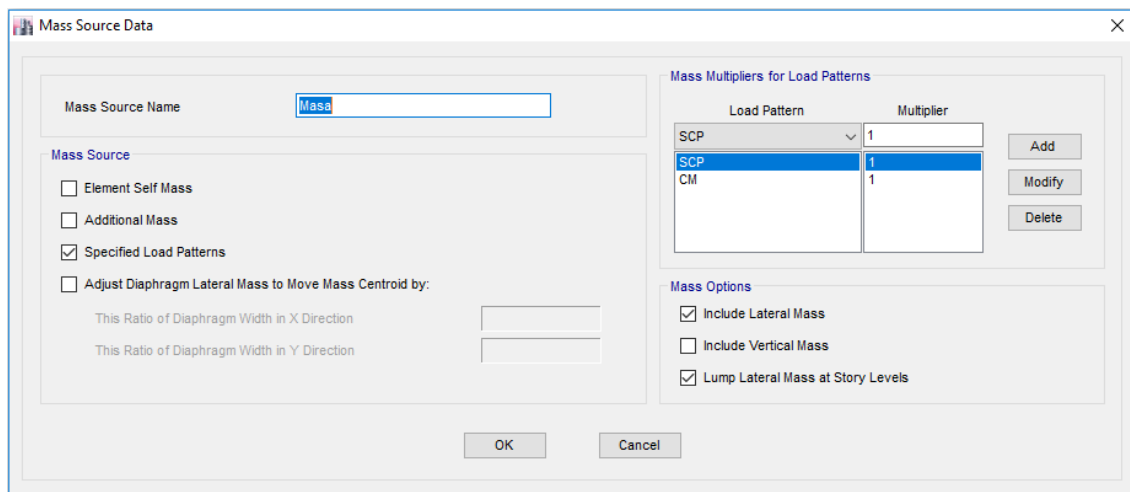 Mass Source Data
Mass Source Name
Masa
Mass Source
Element Self Mass
Additional Mass
Specified Load Patterns
Adjust Diaphragm Lateral Mass to Move Mass Centroid by:
This Ratio of Diaphragm Width in X Direction
This Ratio of Diaphragm Width in Y Direction
Mass Multipliers for Load Patterns
Load Pattern Multiplier
SCP 1
SCP 1
CM 1
Add
Modify
Delete
Mass Options
Include Lateral Mass
Include Vertical Mass
Lump Lateral Mass at Story Levels
OK Cancel